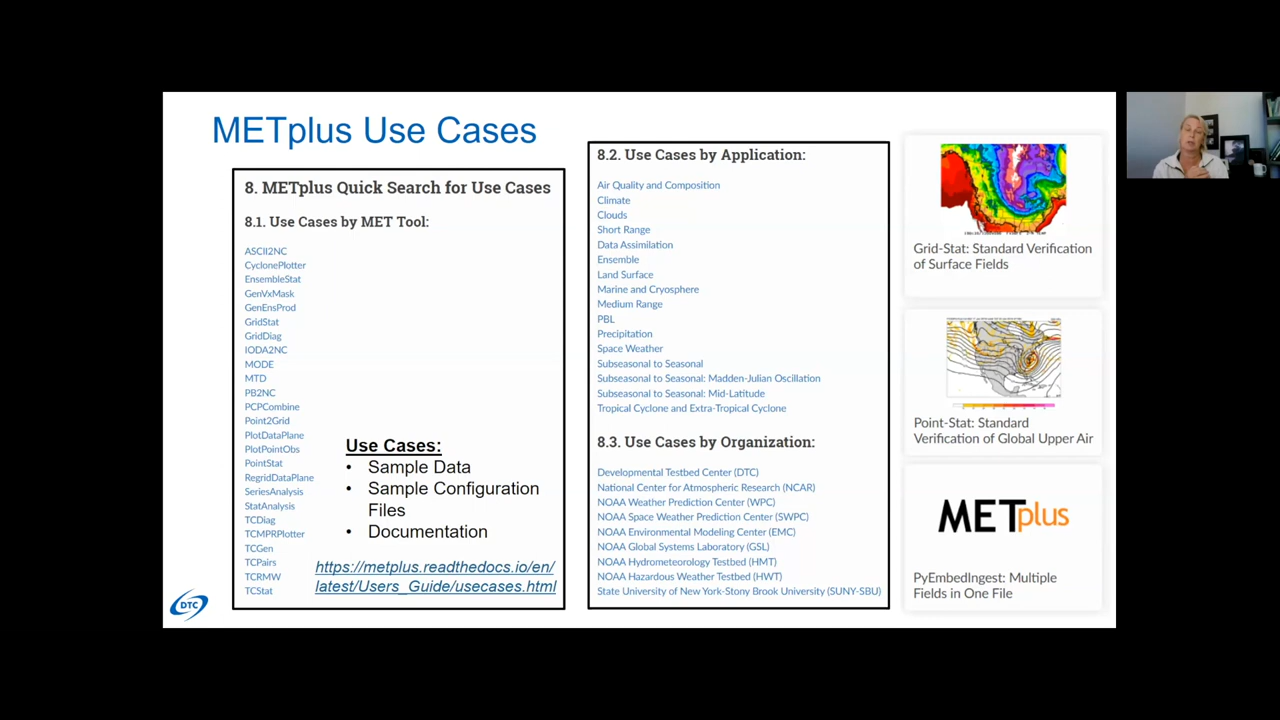 METplus Use Cases
8. METplus Quick Search for Use Cases
8.1. Use Cases by MET Tool:
ASCII2NC
CyclonePlotter
EnsembleStat
GenVxMask
GenEnsProd
GridStat
GridDiag
IODA2NC
MODE
MTD
PB2NC
PCPCombine
Point2Grid
PlotDataPlane
PlotPointObs
PointStat
RegridDataPlane
SeriesAnalysis
StatAnalysis
TCDiag
TCMPRPlotter
TCGen
TCPairs
TCRMW
TCStat
Use Cases:
• Sample Data
• Sample Configuration
Files
• Documentation
https://metplus.readthedocs.io/en/
latest/Users_Guide/usecases.html
DTC
8.2. Use Cases by Application:
Air Quality and Composition
Climate
Clouds
Short Range
Data Assimilation
Ensemble
Land Surface
Marine and Cryosphere
Medium Range
PBL
Precipitation
Space Weather
Subseasonal to Seasonal
Subseasonal to Seasonal: Madden-Julian Oscillation
Subseasonal to Seasonal: Mid-Latitude
Tropical Cyclone and Extra-Tropical Cyclone
8.3. Use Cases by Organization:
Developmental Testbed Center (DTC)
National Center for Atmospheric Research (NCAR)
NOAA Weather Prediction Center (WPC)
NOAA Space Weather Prediction Center (SWPC)
NOAA Environmental Modeling Center (EMC)
NOAA Global Systems Laboratory (GSL)
NOAA Hydrometeorology Testbed (HMT)
NOAA Hazardous Weather Testbed (HWT)
State University of New York-Stony Brook University (SUNY-SBU)
Grid-Stat: Standard Verification
of Surface Fields
Point-Stat: Standard
Verification of Global Upper Air
METplus
PyEmbedIngest: Multiple
Fields in One File